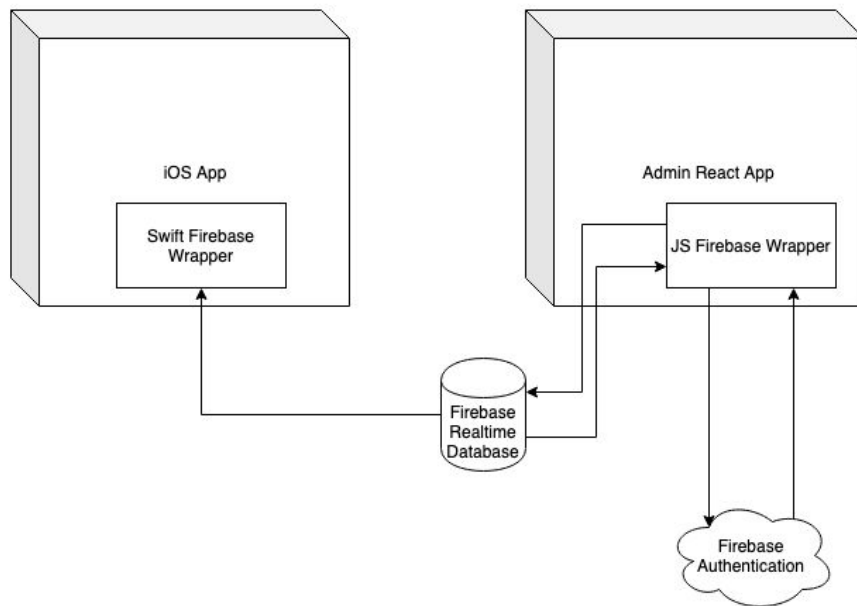 iOS App
Swift Firebase
Wrapper
Admin React App
JS Firebase Wrapper
Firebase
Realtime
Database
Firebase
Authentication